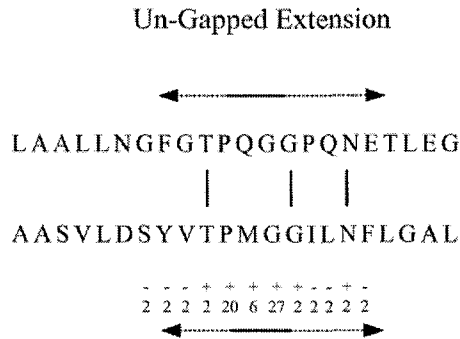 Un-Gapped Extension
LAALLNGFGTPQGGPQNETLEG
AASVLDSYVTPMGGILNFLGAL
- - - + + + + + - - + -
2 2 2 2 20 6 27 2 2 2 2 2